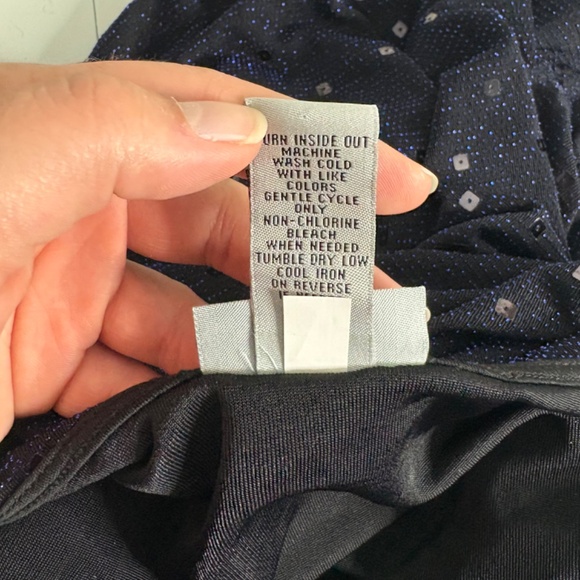 URN INSIDE OUT
MACHINE
WASH COLD
WITH LIKE
COLORS
GENTLE CYCLE
ONLY
NON-CHLORINE
BLEACH
WHEN NEEDED
TUMBLE DRY LOW
COOL IRON
ON REVERSE
IF